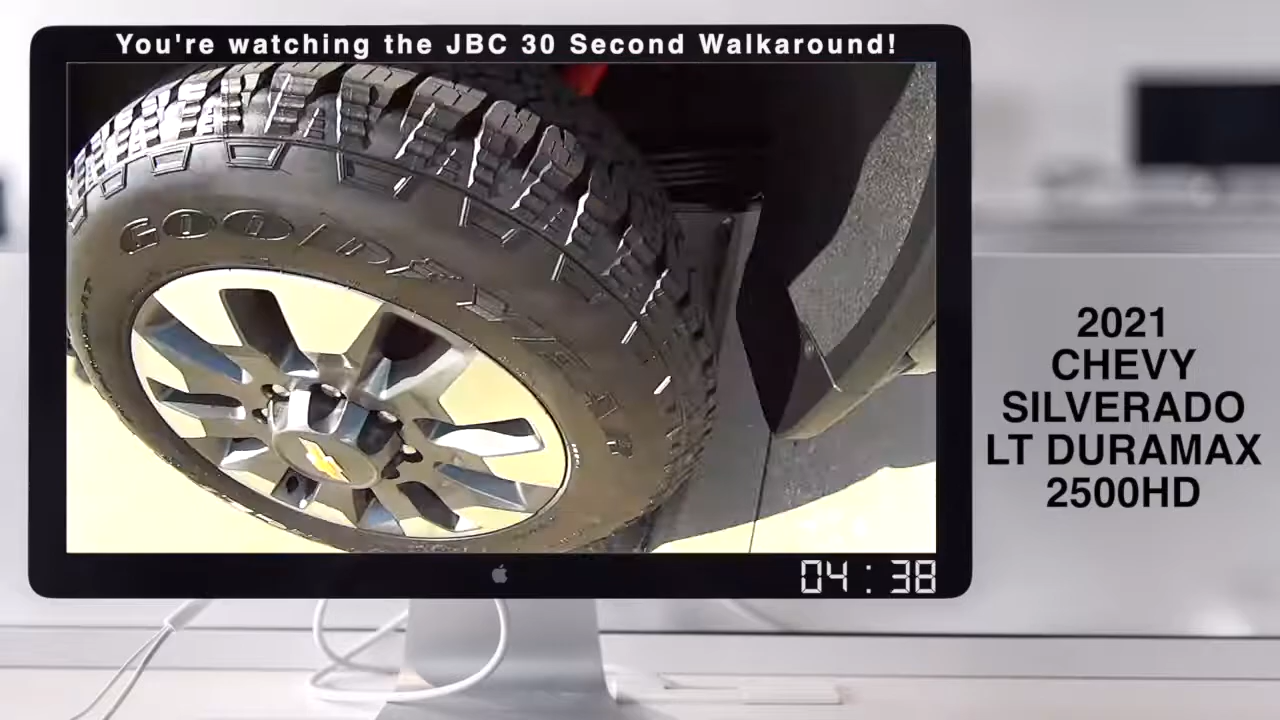 You're watching the JBC 30 Second Walkaround!
GOODYEAR
2021
CHEVY
SILVERADO
LT DURAMAX
2500HD
04:38